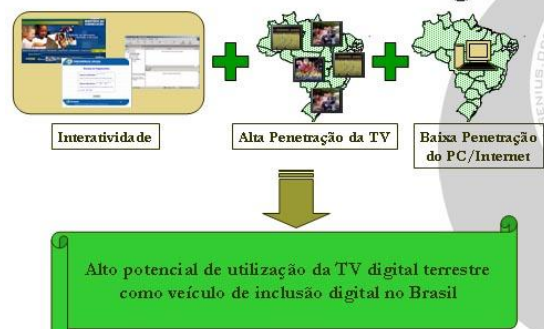 Interatividade
Alta Penetração da TV
Baixa Penetração
do PC/Internet
Alto potencial de utilização da TV digital terrestre
como veículo de inclusão digital no Brasil